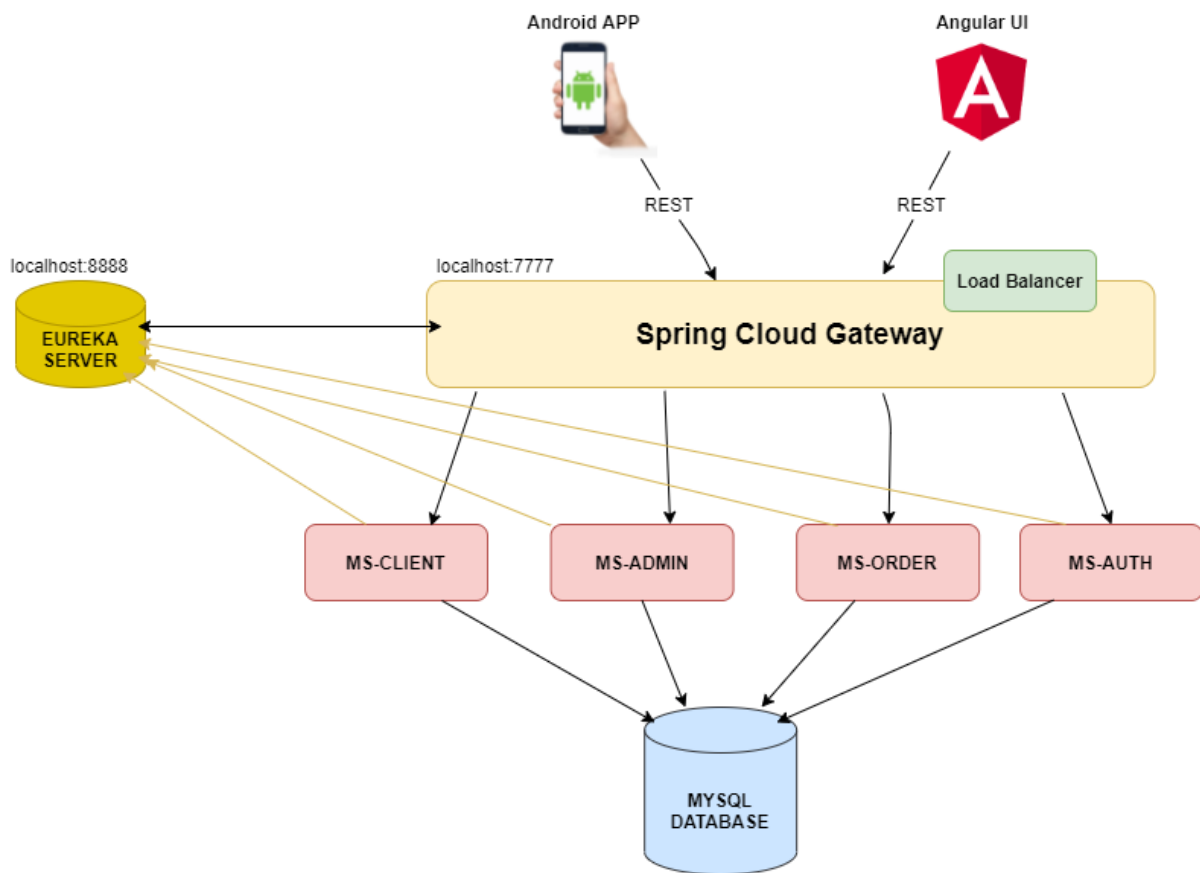 Android APP
Angular UI
A
REST
REST
localhost:8888
localhost:7777
Load Balancer
EUREKA
SERVER
Spring Cloud Gateway
MS-CLIENT
MS-ADMIN
MS-ORDER
MS-AUTH
MYSQL
DATABASE